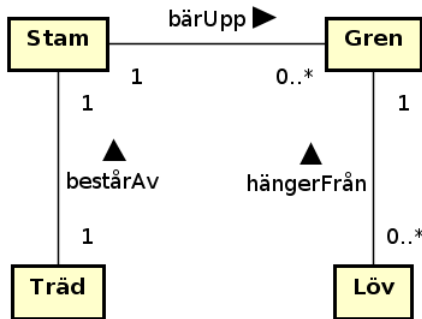 bärUpp
Stam
Gren
1
0..*
1
1
bestårAv
hängerFrån
1
0..*
Träd
Löv